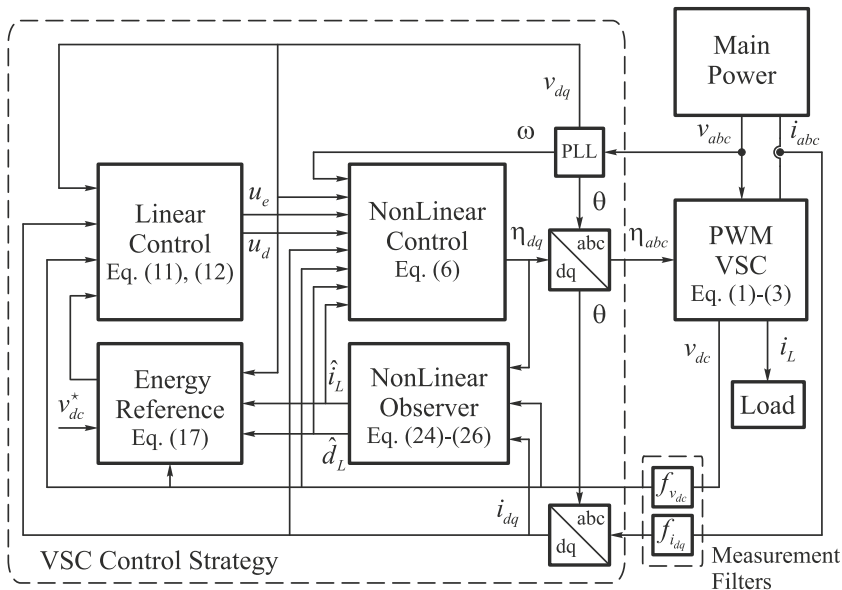 Main
Power
v_dq
v_abc
i_abc
ω
PLL
θ
Linear
Control
Eq. (11), (12)
u_e
u_d
NonLinear
Control
Eq. (6)
η_dq
abc
dq
η_abc
PWM
VSC
Eq. (1)-(3)
θ
v_dc
i_L
Load
Energy
Reference
Eq. (17)
v_dc^⋆
î_L
d̂_L
NonLinear
Observer
Eq. (24)-(26)
f_v_dc
i_dq
abc
dq
f_i_dq
VSC Control Strategy
Measurement
Filters